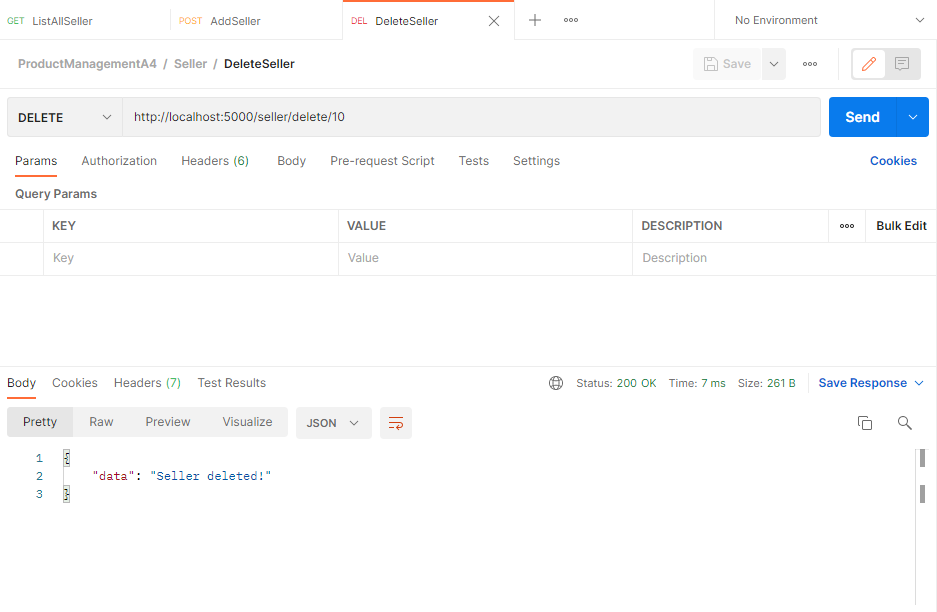 GET ListAllSeller POST AddSeller DEL DeleteSeller No Environment
ProductManagementA4 / Seller / DeleteSeller Save
DELETE http://localhost:5000/seller/delete/10 Send
Params Authorization Headers (6) Body Pre-request Script Tests Settings Cookies
Query Params
KEY VALUE DESCRIPTION Bulk Edit
Key Value Description
Body Cookies Headers (7) Test Results Status: 200 OK Time: 7 ms Size: 261 B Save Response
Pretty Raw Preview Visualize JSON
1 {
2 "data": "Seller deleted!"
3 }